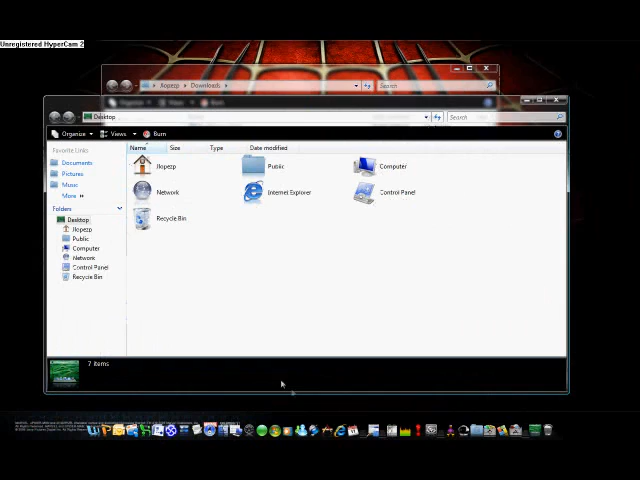 Unregistered HyperCam 2
Downloads
Search
Desktop
Search
Organize Views Burn
Favorite Links
Name Size Type Date modified
Documents
Pictures
Music
More
Folders
Desktop
Jlopezp
Public
Computer
Network
Control Panel
Recycle Bin
Jlopezp Public Computer
Network Internet Explorer Control Panel
Recycle Bin
7 items